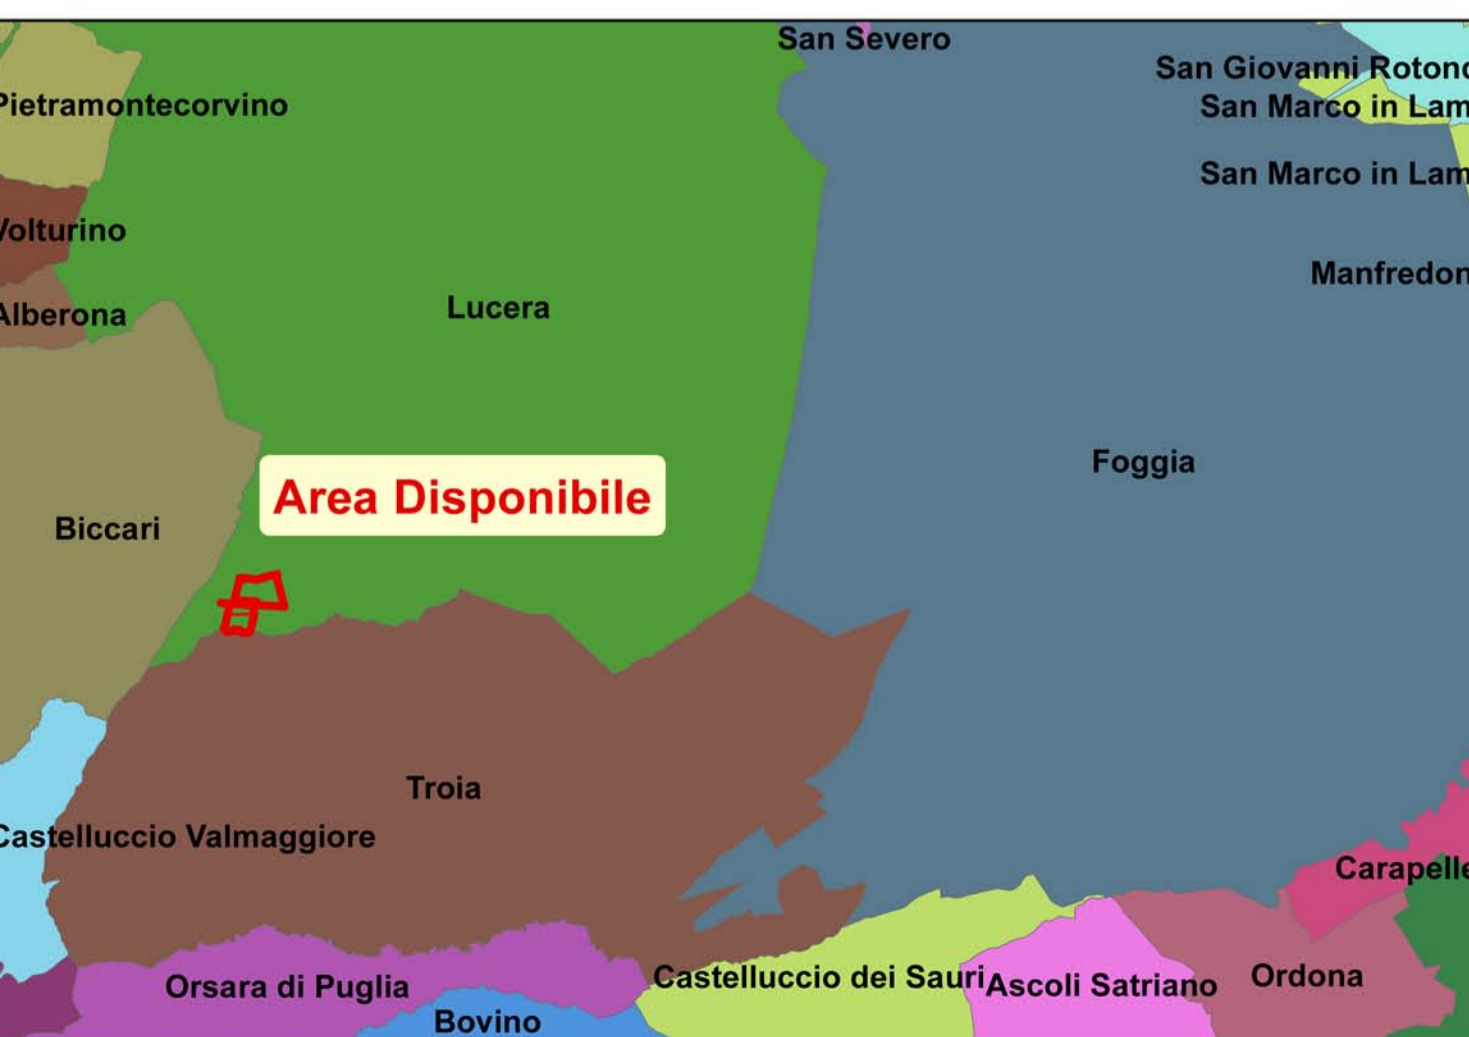 San Severo
San Giovanni Rotond
San Marco in Lam
Pietramontecorvino
San Marco in Lam
Volturino
Manfredon
Alberona
Lucera
Foggia
Area Disponibile
Biccari
Troia
Castelluccio Valmaggiore
Carapelle
Castelluccio dei Sauri
Ascoli Satriano
Ordona
Orsara di Puglia
Bovino